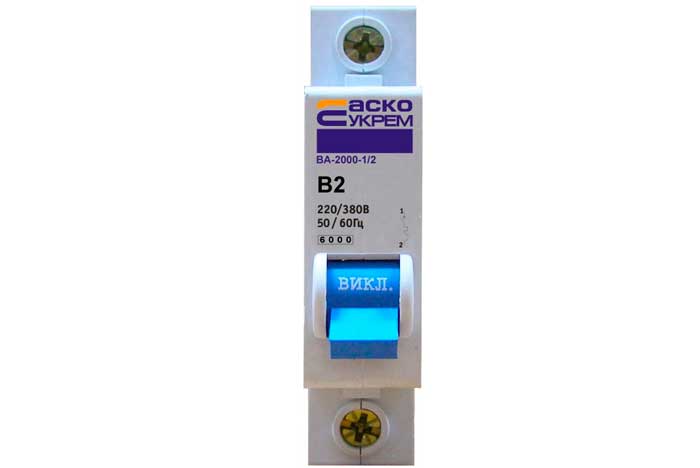 аско
УКРЕМ
ВА-2000-1/2
B2
220/380В
50/60Гц
6000
1
2
ВИКЛ.